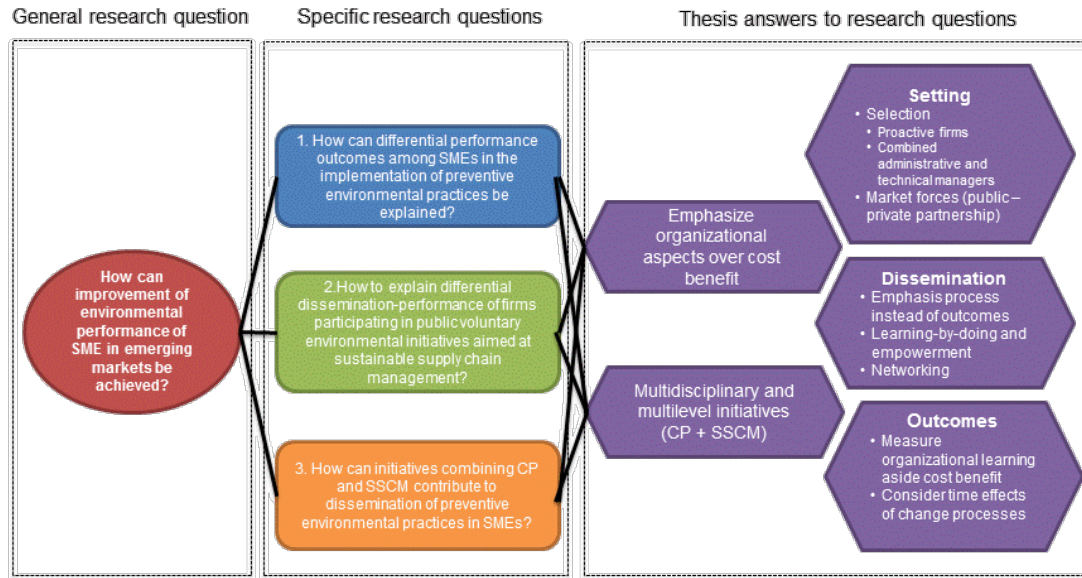 General research question
Specific research questions
Thesis answers to research questions
How can
improvement of
environmental
performance of
SME in emerging
markets be
achieved?
1. How can differential performance
outcomes among SMEs in the
implementation of preventive
environmental practices be
explained?
2.How to explain differential
dissemination-performance of firms
participating in public voluntary
environmental initiatives aimed at
sustainable supply chain
management?
3. How can initiatives combining CP
and SSCM contribute to
dissemination of preventive
environmental practices in SMEs?
Emphasize
organizational
aspects over cost
benefit
Multidisciplinary and
multilevel initiatives
(CP + SSCM)
Setting
• Selection
• Proactive firms
• Combined
administrative and
technical managers
• Market forces (public –
private partnership)
Dissemination
• Emphasis process
instead of outcomes
• Learning-by-doing and
empowerment
• Networking
Outcomes
• Measure
organizational learning
aside cost benefit
• Consider time effects
of change processes